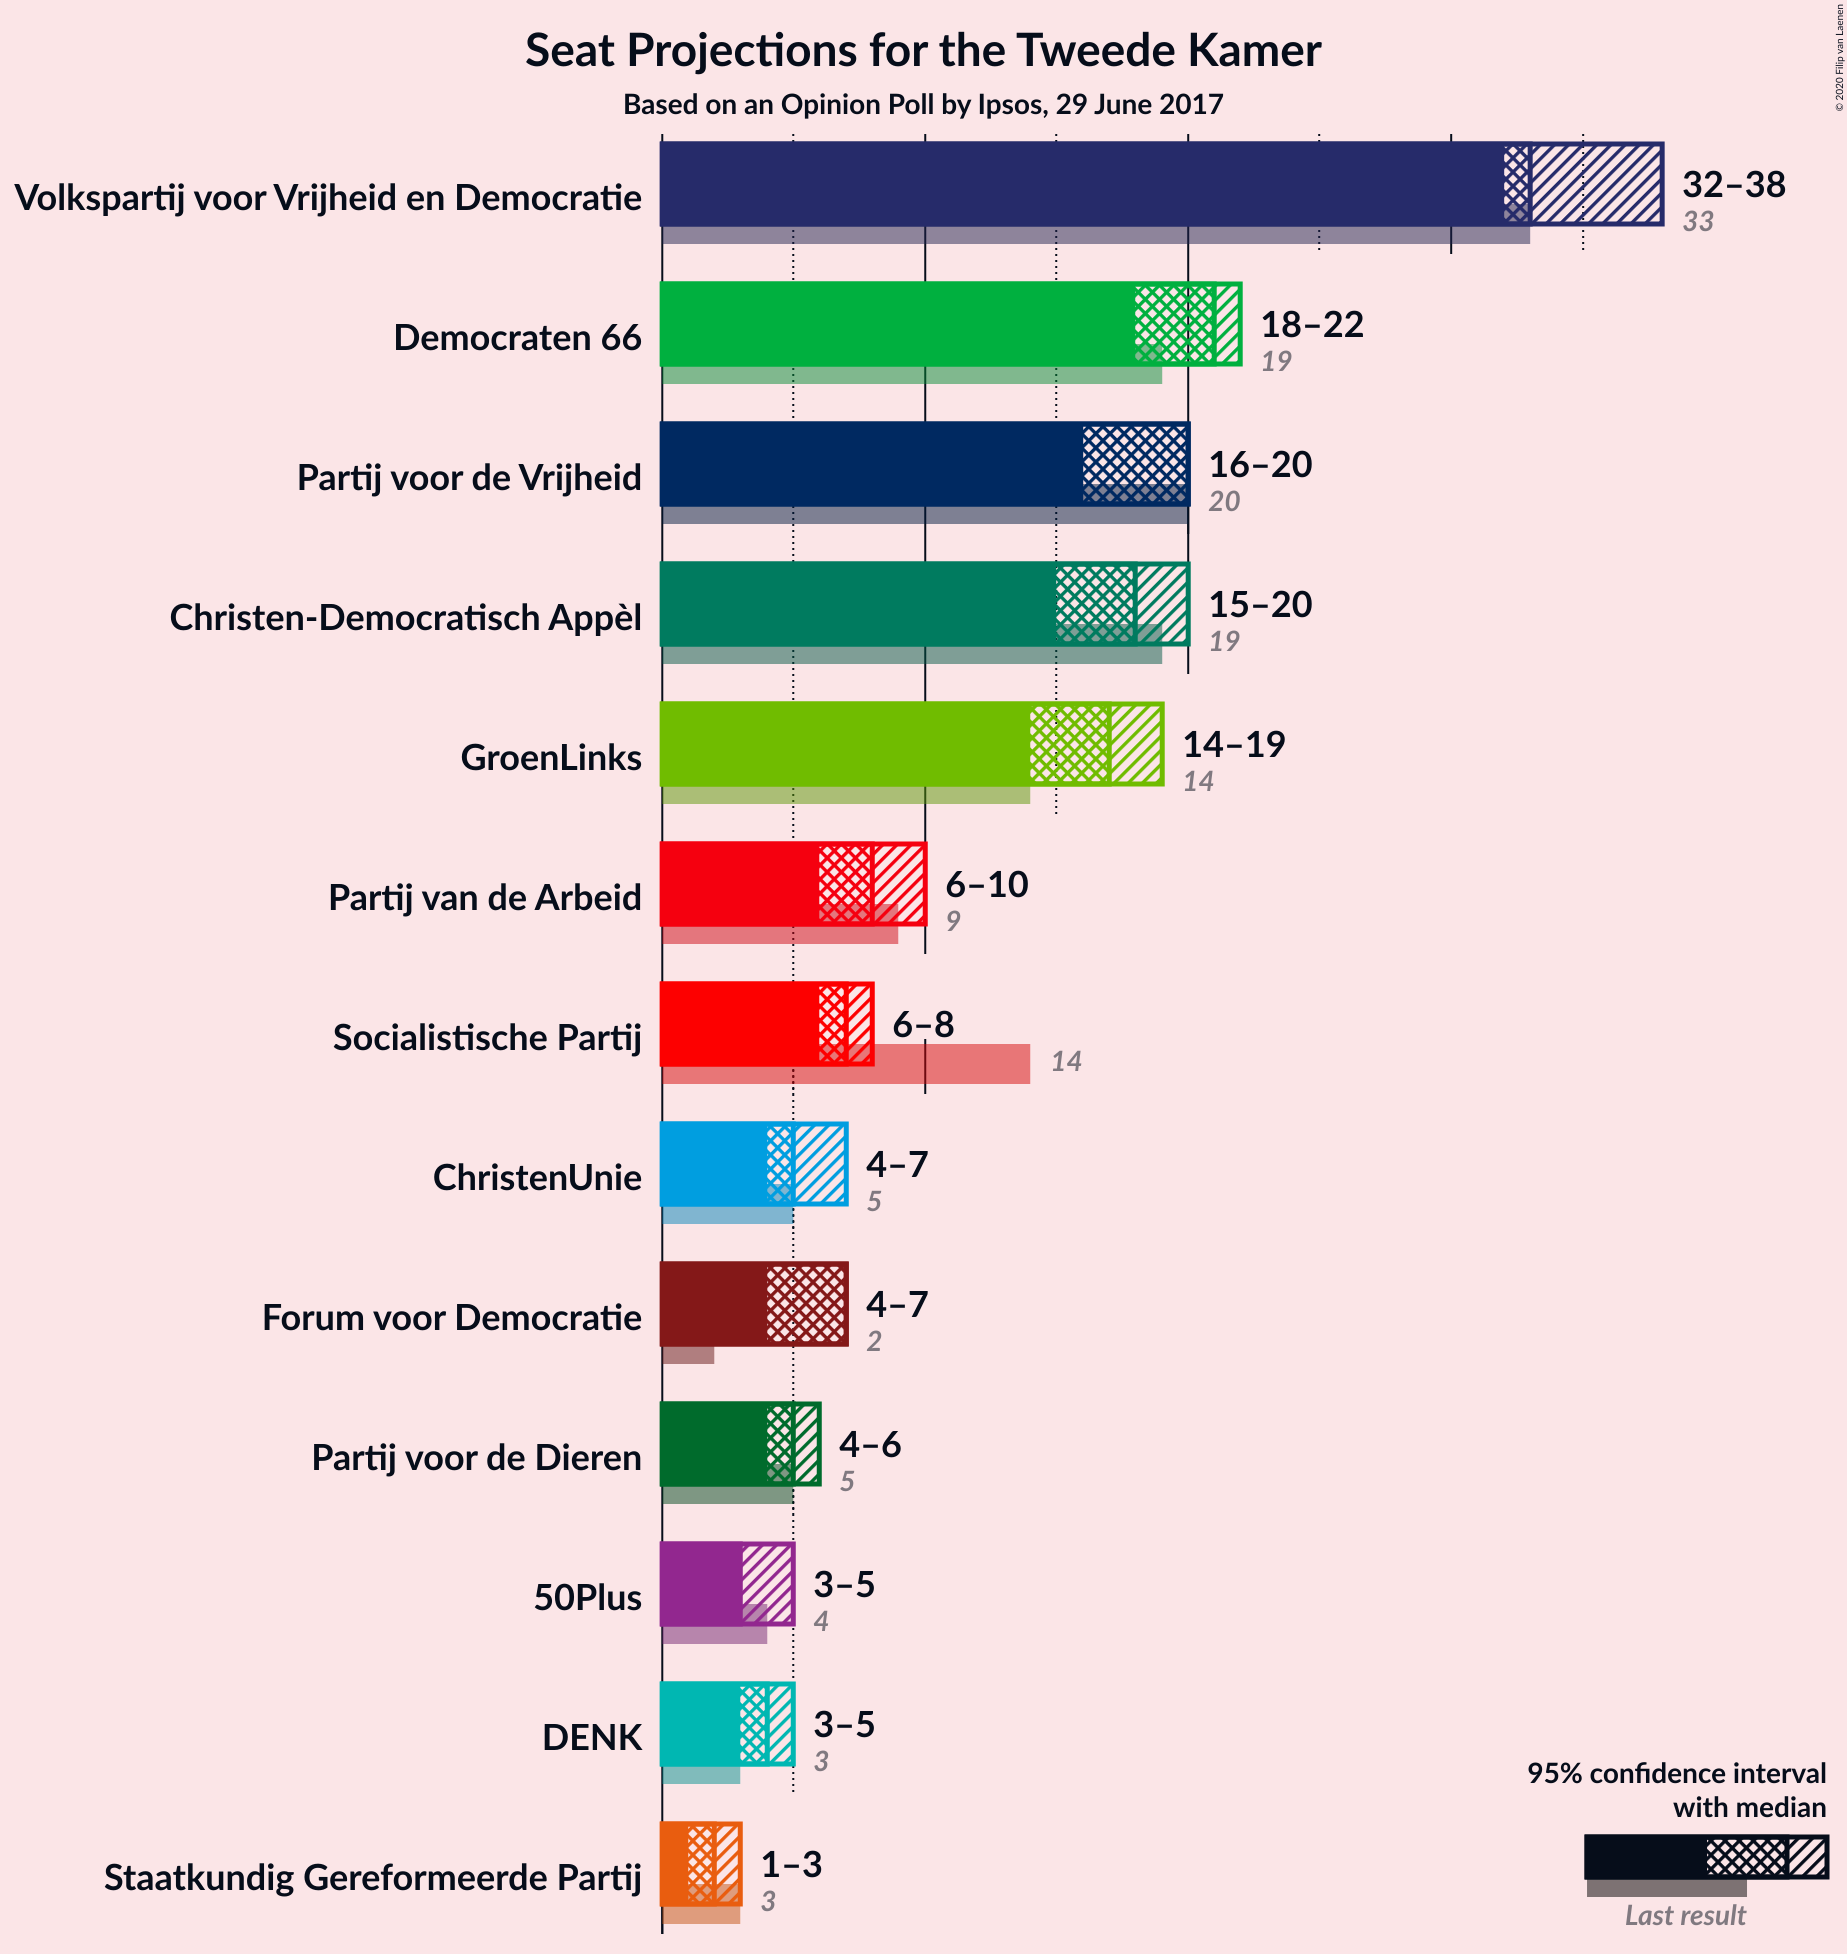 Seat Projections for the Tweede Kamer
Based on an Opinion Poll by Ipsos, 29 June 2017
© 2020 Filip van Laenen
Volkspartij voor Vrijheid en Democratie
32–38
33
Democraten 66
18–22
19
Partij voor de Vrijheid
16–20
20
Christen-Democratisch Appèl
15–20
19
GroenLinks
14–19
14
Partij van de Arbeid
6–10
9
Socialistische Partij
6–8
14
ChristenUnie
4–7
5
Forum voor Democratie
4–7
2
Partij voor de Dieren
4–6
5
50Plus
3–5
4
DENK
3–5
3
Staatkundig Gereformeerde Partij
1–3
3
95% confidence interval
with median
Last result